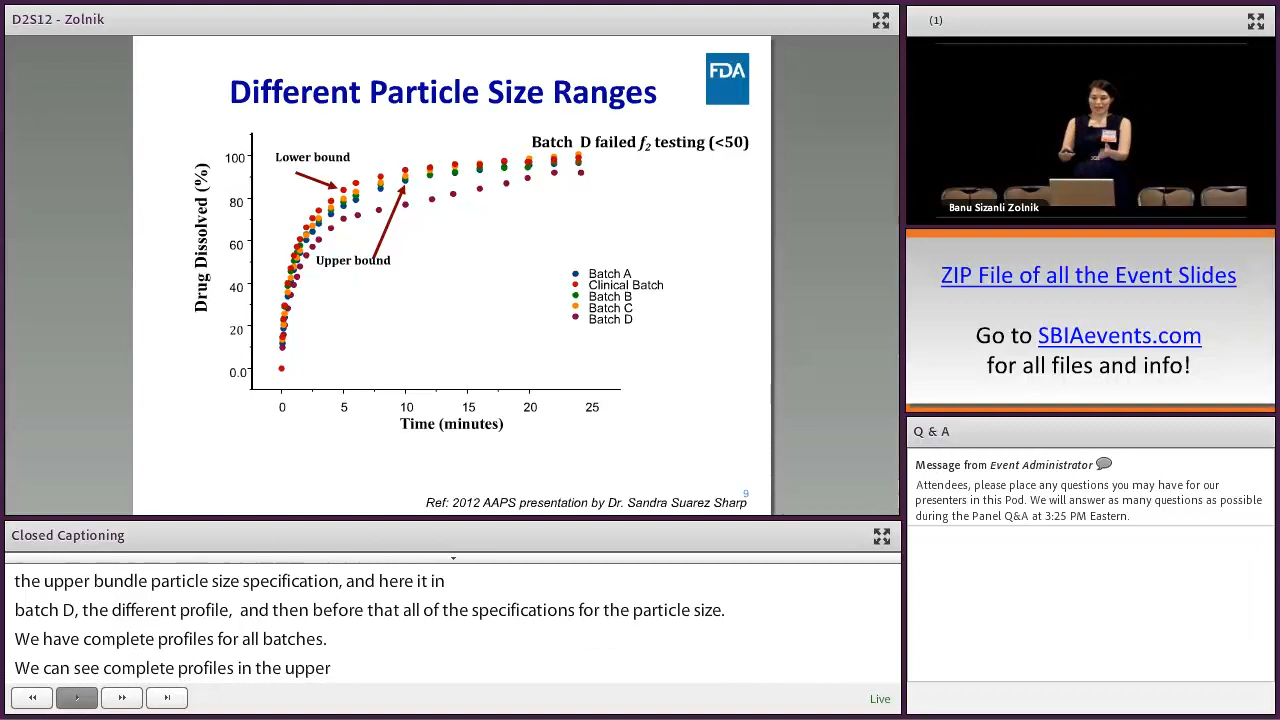 D2S12 - Zolnik
Different Particle Size Ranges
FDA
Batch D failed f2 testing (<50)
Lower bound
Upper bound
Drug Dissolved (%)
100
80
60
40
20
0.0
0 5 10 15 20 25
Time (minutes)
Batch A
Clinical Batch
Batch B
Batch C
Batch D
9
Ref: 2012 AAPS presentation by Dr. Sandra Suarez Sharp
Closed Captioning
the upper bundle particle size specification, and here it in
batch D, the different profile, and then before that all of the specifications for the particle size.
We have complete profiles for all batches.
We can see complete profiles in the upper
Live
(1)
Banu Sizanli Zolnik
ZIP File of all the Event Slides
Go to SBIAevents.com
for all files and info!
Q & A
Message from Event Administrator
Attendees, please place any questions you may have for our
presenters in this Pod. We will answer as many questions as possible
during the Panel Q&A at 3:25 PM Eastern.